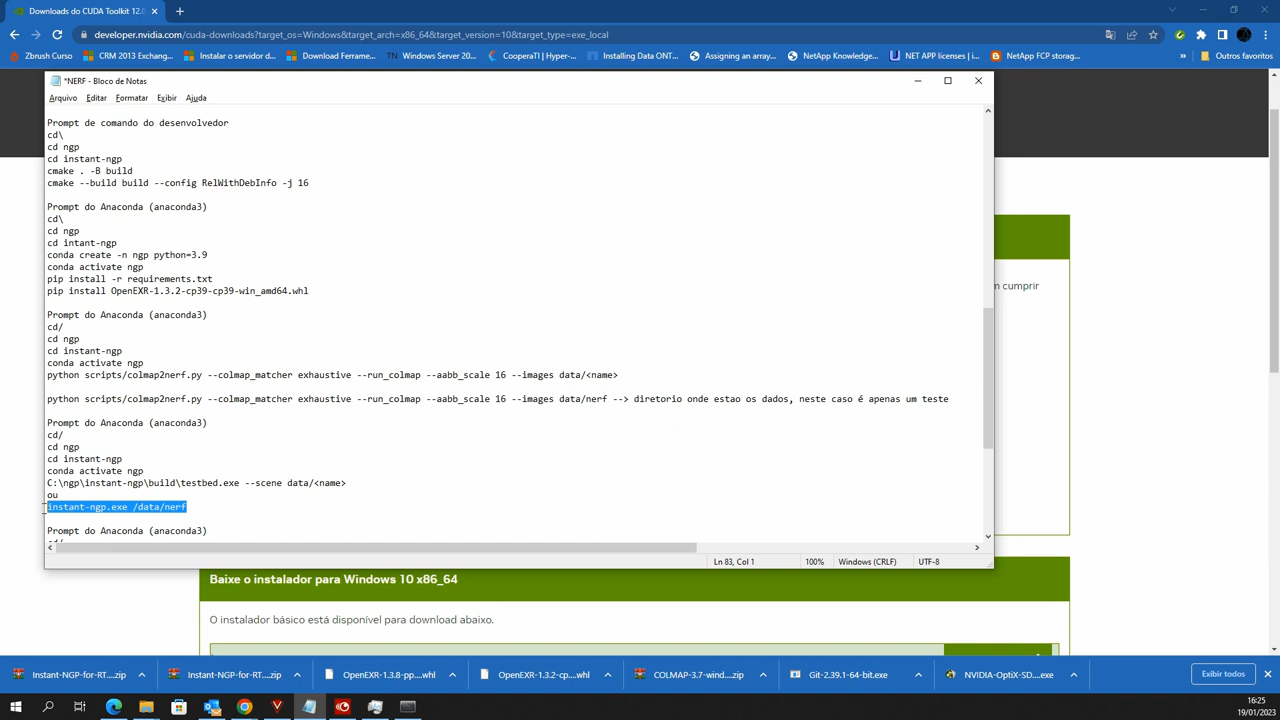 Downloads do CUDA Toolkit 12.0
developer.nvidia.com/cuda-downloads?target_os=Windows&target_arch=x86_64&target_version=10&target_type=exe_local
Zbrush Curso
CRM 2013 Exchang...
Instalar o servidor d...
Download Ferrame...
Windows Server 20...
CooperaTI | Hyper-...
Installing Data ONT...
Assigning an array...
NetApp Knowledge...
NET APP licenses | i...
NetApp FCP storag...
»
Outros favoritos
*NERF - Bloco de Notas
Arquivo Editar Formatar Exibir Ajuda
Prompt de comando do desenvolvedor
cd\
cd ngp
cd instant-ngp
cmake . -B build
cmake --build build --config RelWithDebInfo -j 16
Prompt do Anaconda (anaconda3)
cd\
cd ngp
cd intant-ngp
conda create -n ngp python=3.9
conda activate ngp
pip install -r requirements.txt
pip install OpenEXR-1.3.2-cp39-cp39-win_amd64.whl
m cumprir
Prompt do Anaconda (anaconda3)
cd/
cd ngp
cd instant-ngp
conda activate ngp
python scripts/colmap2nerf.py --colmap_matcher exhaustive --run_colmap --aabb_scale 16 --images data/<name>
python scripts/colmap2nerf.py --colmap_matcher exhaustive --run_colmap --aabb_scale 16 --images data/nerf --> diretorio onde estao os dados, neste caso é apenas um teste
Prompt do Anaconda (anaconda3)
cd/
cd ngp
cd instant-ngp
conda activate ngp
C:\ngp\instant-ngp\build\testbed.exe --scene data/<name>
ou
instant-ngp.exe /data/nerf
Prompt do Anaconda (anaconda3)
cd/
Ln 83, Col 1
100%
Windows (CRLF)
UTF-8
Baixe o instalador para Windows 10 x86_64
O instalador básico está disponível para download abaixo.
Instant-NGP-for-RT....zip
Instant-NGP-for-RT....zip
OpenEXR-1.3.8-pp....whl
OpenEXR-1.3.2-cp....whl
COLMAP-3.7-wind....zip
Git-2.39.1-64-bit.exe
NVIDIA-OptiX-SD....exe
Exibir todos
16:25
19/01/2023